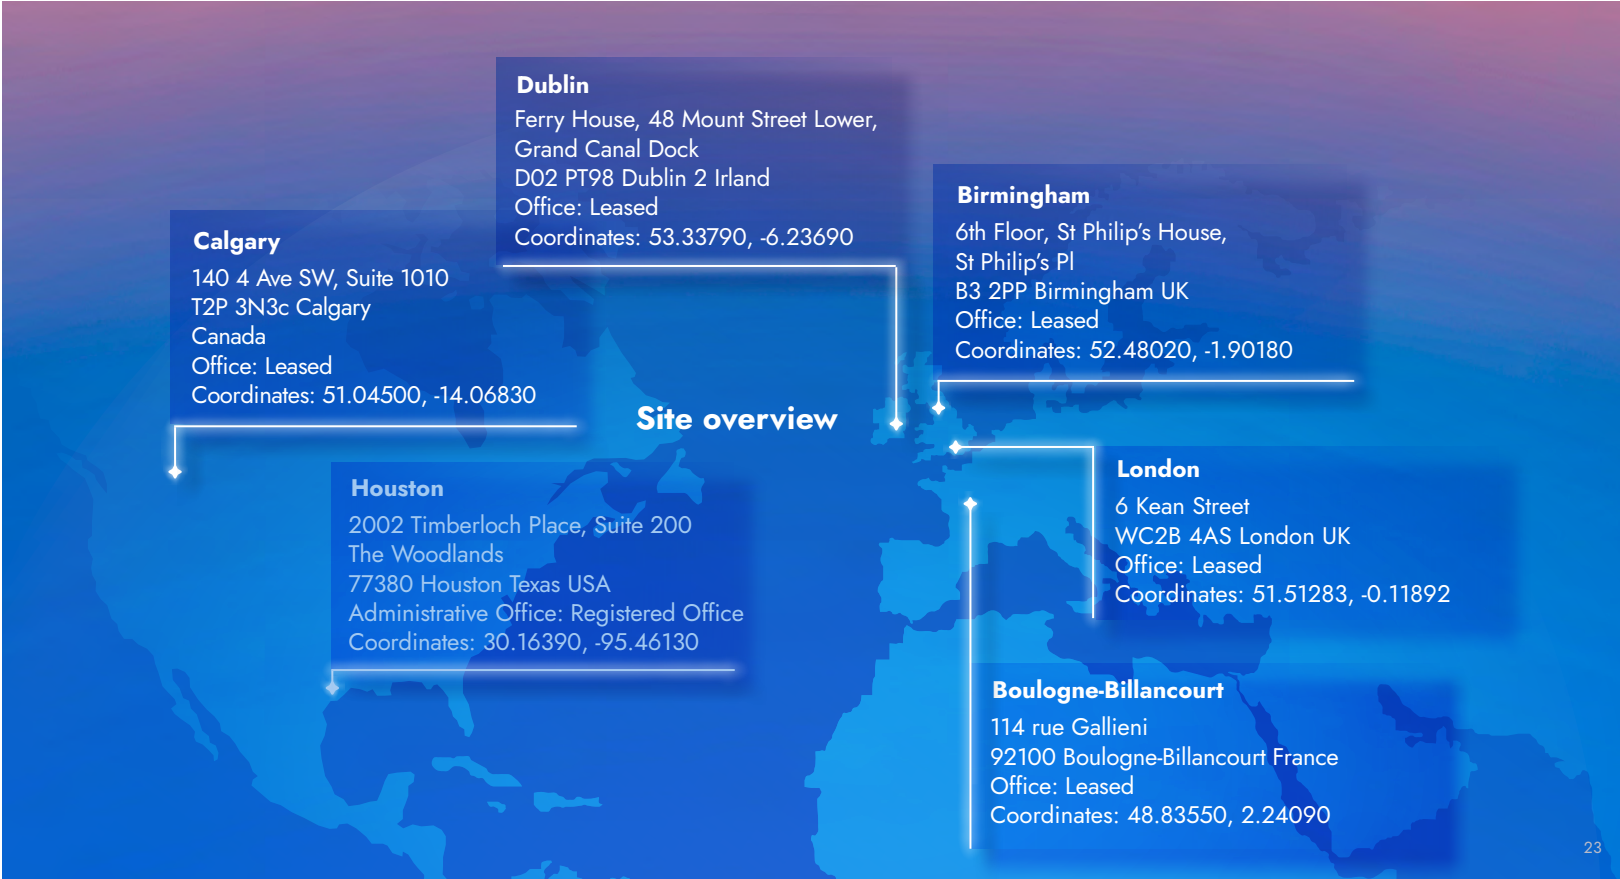 Dublin
Ferry House, 48 Mount Street Lower,
Grand Canal Dock
D02 PT98 Dublin 2 Irland
Office: Leased
Coordinates: 53.33790, -6.23690
Birmingham
6th Floor, St Philip's House,
St Philip's Pl
B3 2PP Birmingham UK
Office: Leased
Coordinates: 52.48020, -1.90180
Calgary
140 4 Ave SW, Suite 1010
T2P 3N3c Calgary
Canada
Office: Leased
Coordinates: 51.04500, -14.06830
Site overview
Houston
2002 Timberloch Place, Suite 200
The Woodlands
77380 Houston Texas USA
Administrative Office: Registered Office
Coordinates: 30.16390, -95.46130
London
6 Kean Street
WC2B 4AS London UK
Office: Leased
Coordinates: 51.51283, -0.11892
Boulogne-Billancourt
114 rue Gallieni
92100 Boulogne-Billancourt France
Office: Leased
Coordinates: 48.83550, 2.24090
23